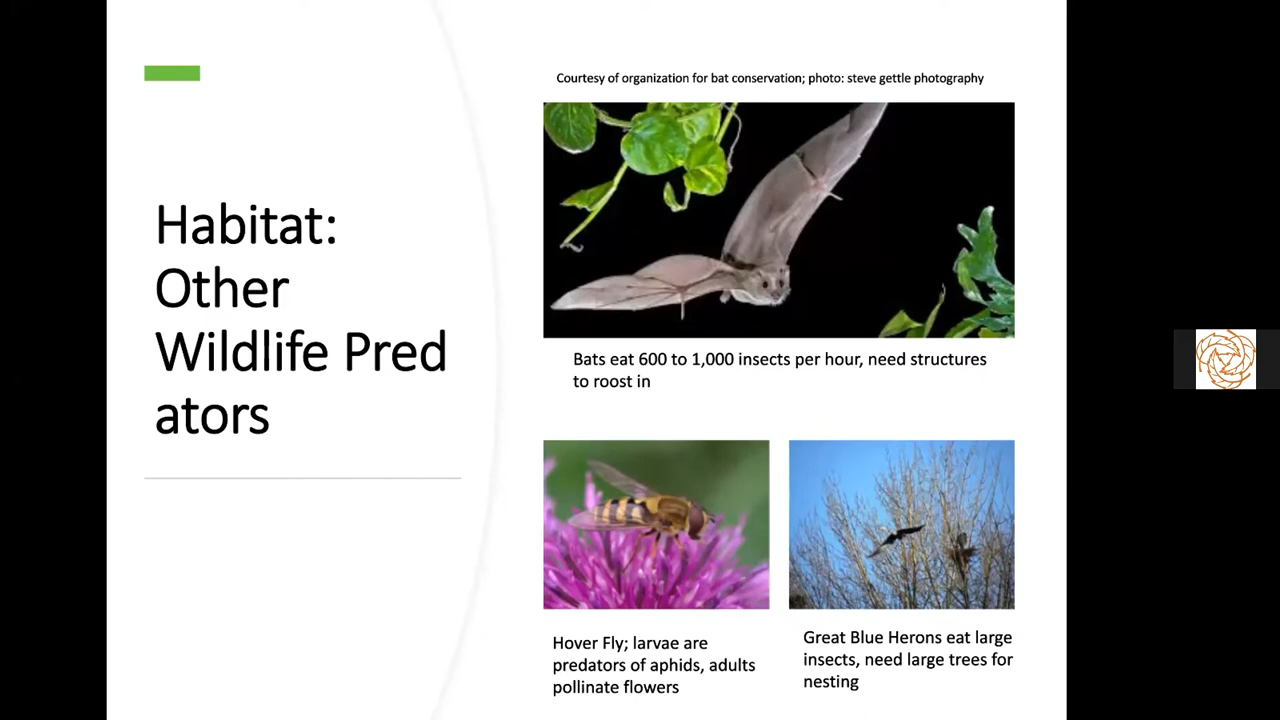 Habitat:
Other
Wildlife Pred
ators
Courtesy of organization for bat conservation; photo: steve gettle photography
Bats eat 600 to 1,000 insects per hour, need structures
to roost in
Hover Fly; larvae are
predators of aphids, adults
pollinate flowers
Great Blue Herons eat large
insects, need large trees for
nesting